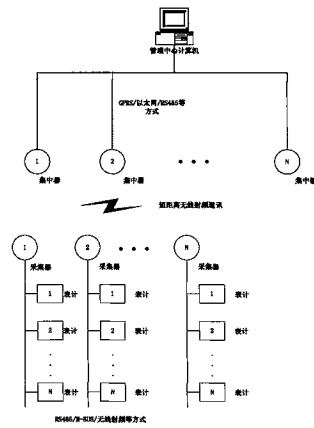 管理中心计算机
GPRS/以太网/RS485等
方式
1
2
N
集中器
集中器
集中器
短距离无线射频通讯
1
2
N
采集器
采集器
采集器
1 表计
1 表计
1 表计
2 表计
2 表计
2 表计
N 表计
N 表计
N 表计
RS485/M-BUS/无线射频等方式